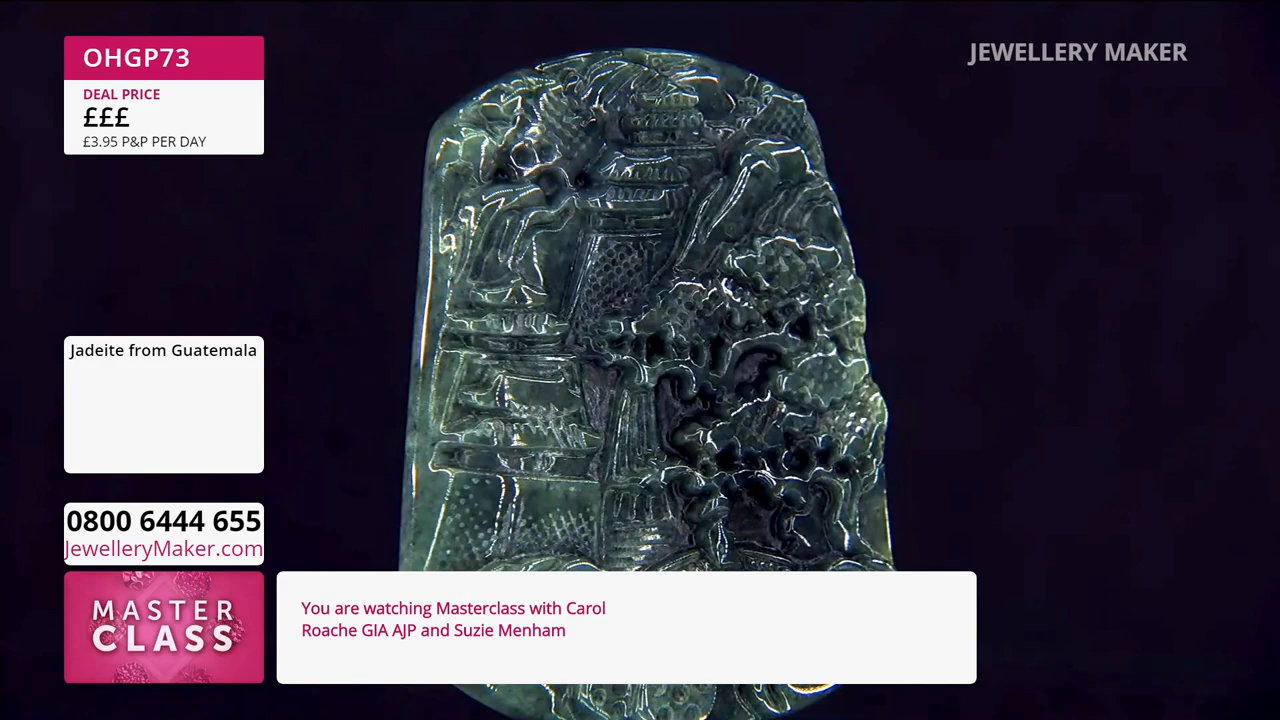 OHGP73
DEAL PRICE
£££
£3.95 P&P PER DAY
JEWELLERY MAKER
Jadeite from Guatemala
0800 6444 655
JewelleryMaker.com
MASTER
CLASS
You are watching Masterclass with Carol
Roache GIA AJP and Suzie Menham